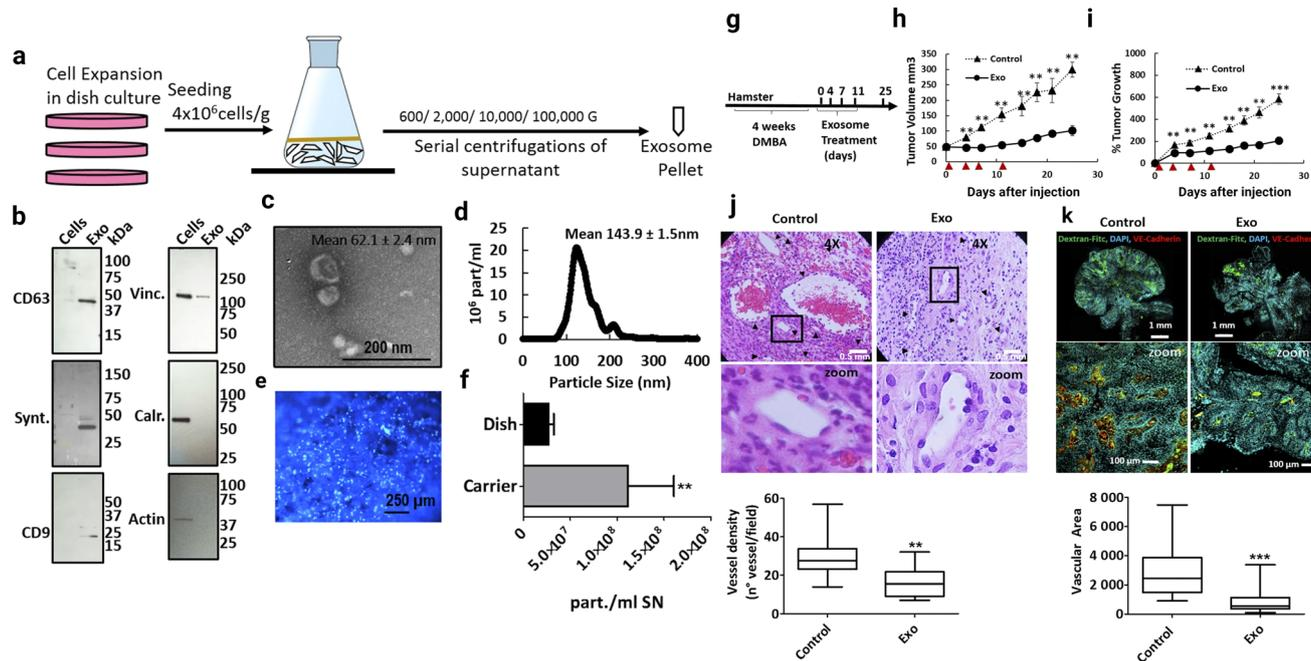 a
Cell Expansion
in dish culture
Seeding
4x10⁶cells/g
600/ 2,000/ 10,000/ 100,000 G
Serial centrifugations of
supernatant
Exosome
Pellet
b
Cells
Exo
kDa
CD63
100
75
50
37
15
Synt.
150
75
50
25
CD9
50
37
25
15
Cells
Exo
kDa
Vinc.
250
100
75
50
Calr.
250
100
75
50
25
Actin
100
75
37
25
c
Mean 62.1 ± 2.4 nm
200 nm
d
Mean 143.9 ± 1.5nm
10⁶ part/ml
25
20
15
10
5
0
0 100 200 300 400
Particle Size (nm)
e
250 µm
f
Dish
Carrier
**
0
5.0×10⁷
1.0×10⁸
1.5×10⁸
2.0×10⁸
part./ml SN
g
Hamster
0 4 7 11 25
4 weeks
DMBA
Exosome
Treatment
(days)
h
Tumor Volume mm3
350
300
250
200
150
100
50
0
Control
Exo
** ** ** ** ** ** **
0 10 20 30
Days after injection
i
% Tumor Growth
1000
800
600
400
200
0
Control
Exo
** ** ** ** ** ** ***
0 10 20 30
Days after injection
j
Control
Exo
4X
4X
0.5 mm
0.5 mm
zoom
zoom
Vessel density
(n° vessel/field)
60
40
20
0
**
Control
Exo
k
Control
Exo
Dextran-Fitc, DAPI, VE-Cadherin
Dextran-Fitc, DAPI, VE-Cadherin
1 mm
1 mm
zoom
zoom
100 µm
100 µm
Vascular Area
8 000
6 000
4 000
2 000
0
***
Control
Exo